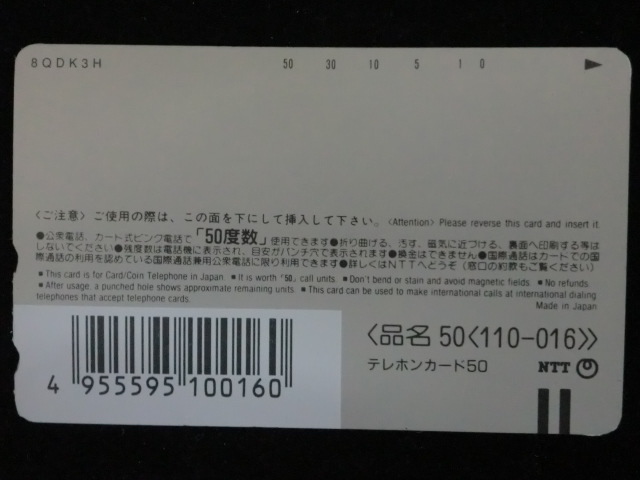 8QDK3H 50 30 10 5 1 0
〈ご注意〉ご使用の際は、この面を下にして挿入して下さい。〈Attention〉Please reverse this card and insert it.
●公衆電話、カード式ピンク電話で「50度数」使用できます●折り曲げる、汚す、磁気に近づける、裏面へ印刷する等は
しないでください●残度数は電話機に表示され、目安がパンチ穴で表示されます●換金はできません●国際通話はカードでの国
際通話の利用を認めている国際通話兼用公衆電話に限り利用できます●詳しくはNTTへどうぞ(窓口の約款もご覧ください)
■This card is for Card/Coin Telephone in Japan ■It is worth「50」call units. ■Don't bend or stain and avoid magnetic fields ■No refunds.
■After usage, a punched hole shows approximate remaining units. ■This card can be used to make international calls at international dialing
telephones that accept telephone cards.
Made in Japan
〈品名 50〈110-016〉〉
テレホンカード50 NTT
4 955595 100160